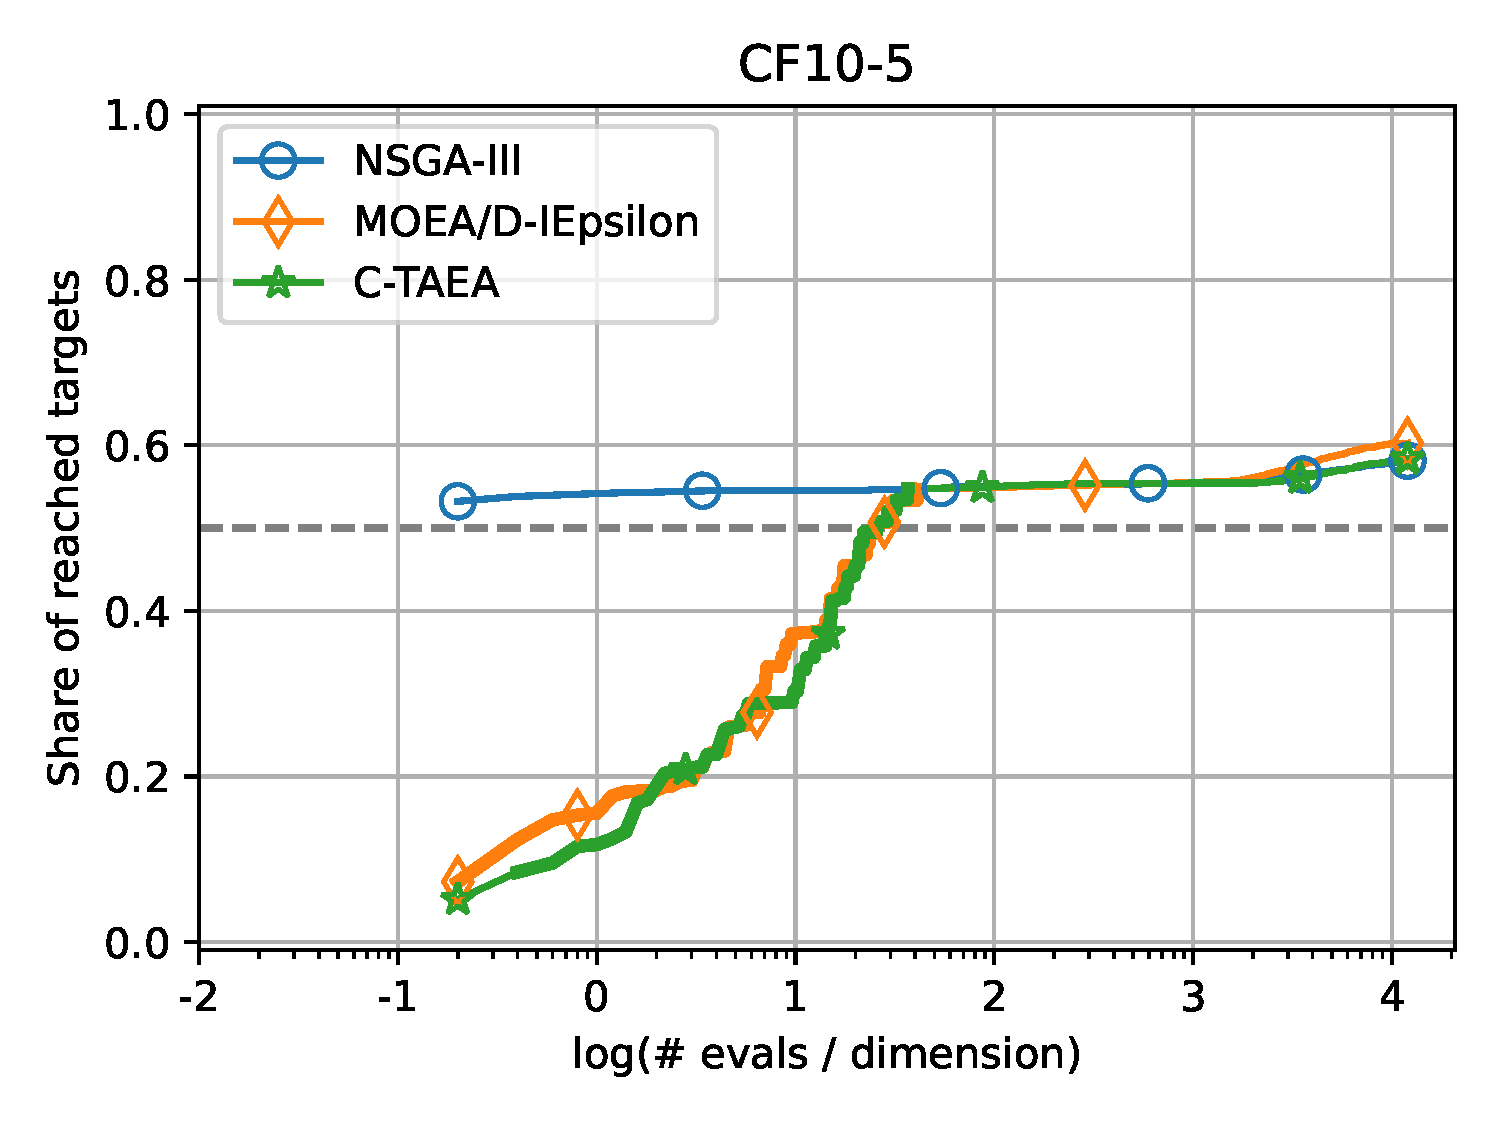 CF10-5
1.0
0.8
0.6
0.4
0.2
0.0
Share of reached targets
NSGA-III
MOEA/D-IEpsilon
C-TAEA
-2 -1 0 1 2 3 4
log(# evals / dimension)